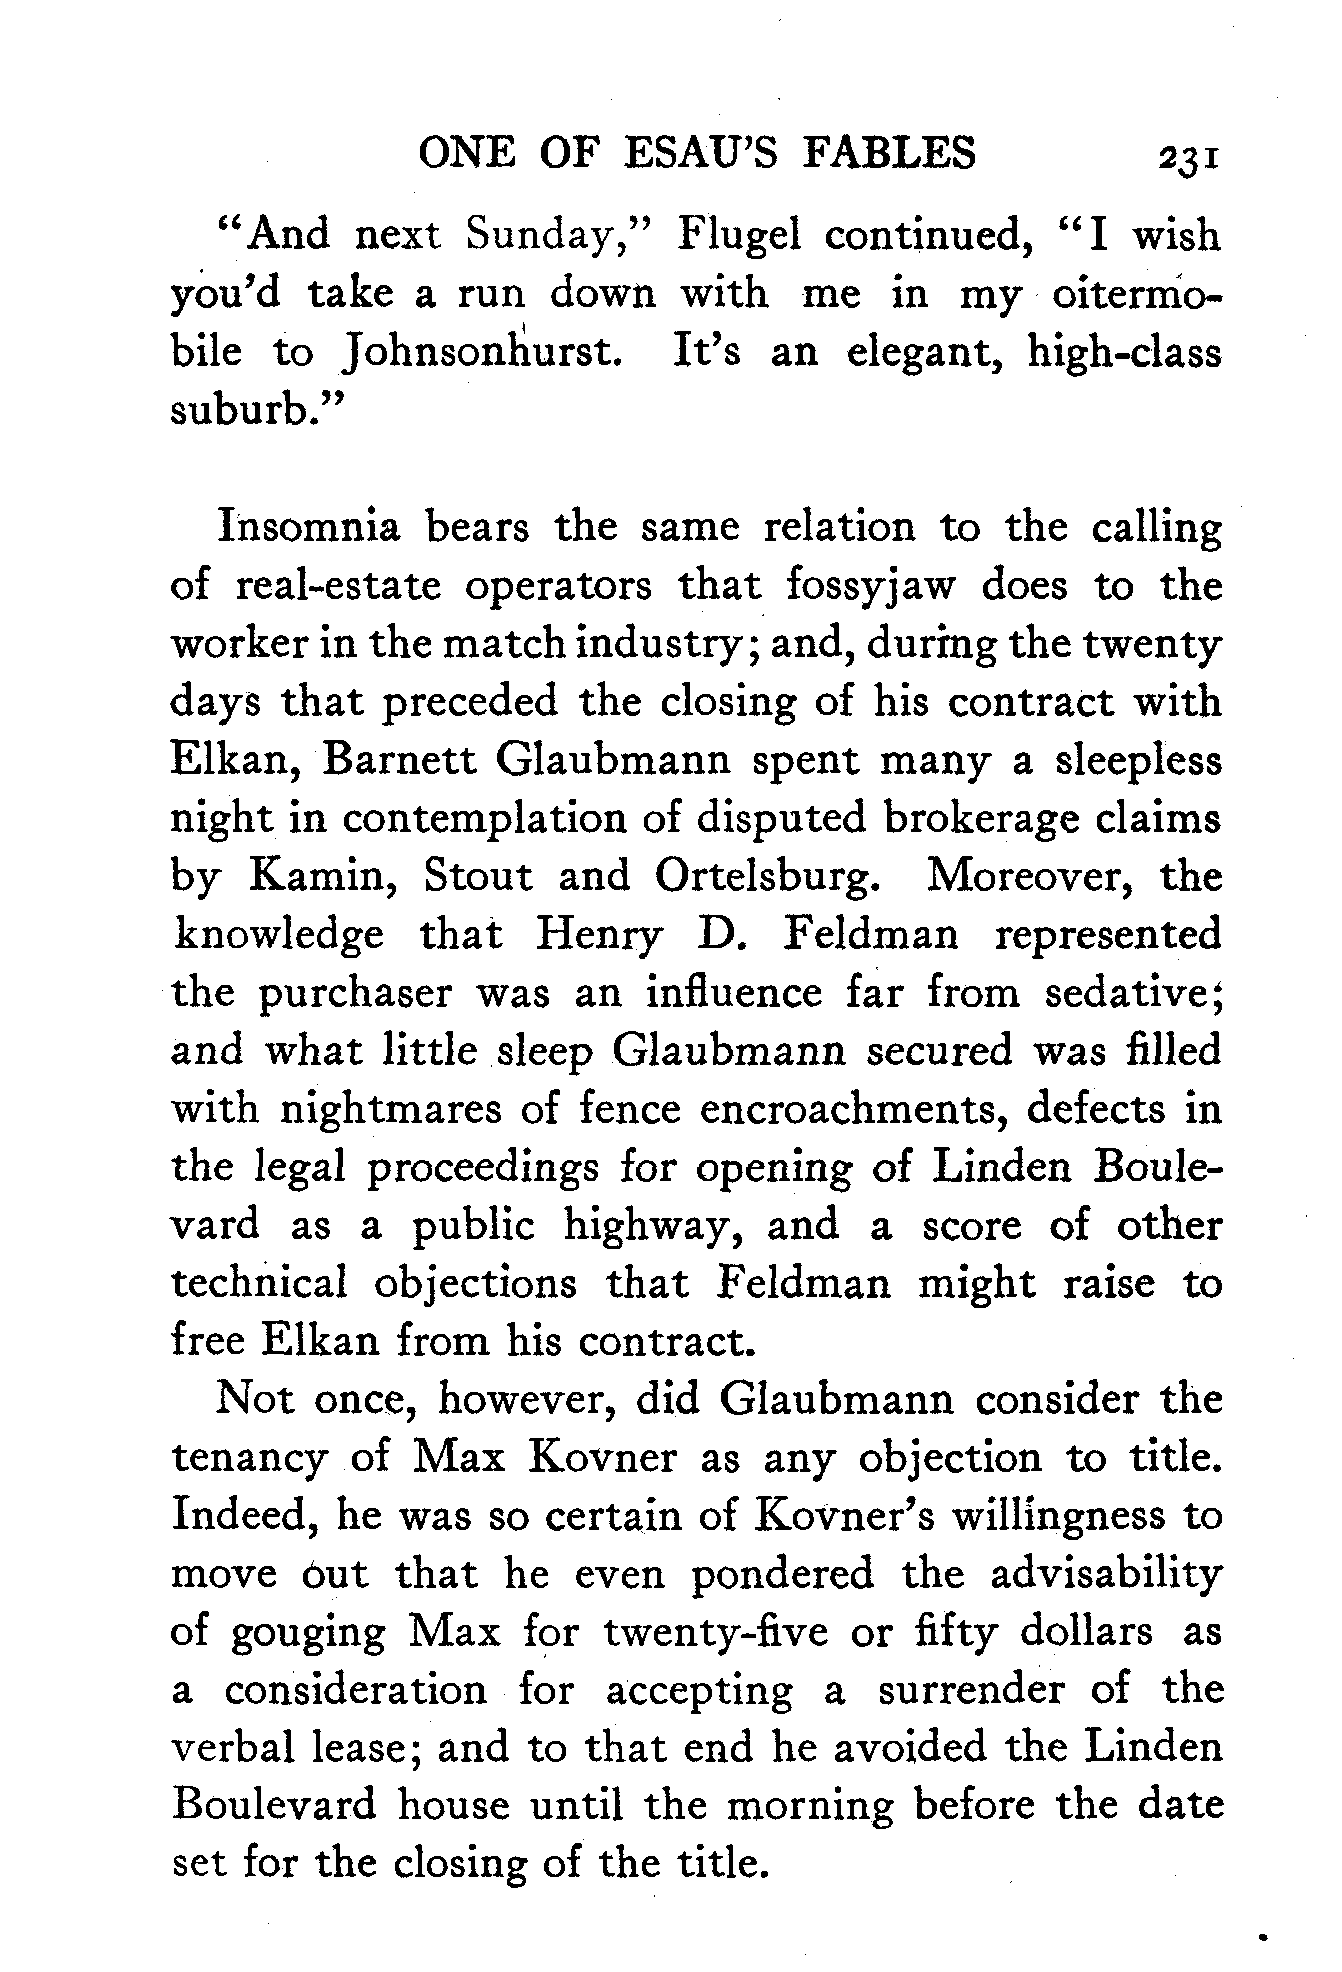 ONE OF ESAU'S FABLES 231
"And next Sunday," Flugel continued, "I wish
you'd take a run down with me in my oitermo-
bile to Johnsonhurst. It's an elegant, high-class
suburb."
Insomnia bears the same relation to the calling
of real-estate operators that fossyjaw does to the
worker in the match industry; and, during the twenty
days that preceded the closing of his contract with
Elkan, Barnett Glaubmann spent many a sleepless
night in contemplation of disputed brokerage claims
by Kamin, Stout and Ortelsburg. Moreover, the
knowledge that Henry D. Feldman represented
the purchaser was an influence far from sedative;
and what little sleep Glaubmann secured was filled
with nightmares of fence encroachments, defects in
the legal proceedings for opening of Linden Boule-
vard as a public highway, and a score of other
technical objections that Feldman might raise to
free Elkan from his contract.
Not once, however, did Glaubmann consider the
tenancy of Max Kovner as any objection to title.
Indeed, he was so certain of Kovner's willingness to
move out that he even pondered the advisability
of gouging Max for twenty-five or fifty dollars as
a consideration for accepting a surrender of the
verbal lease; and to that end he avoided the Linden
Boulevard house until the morning before the date
set for the closing of the title.